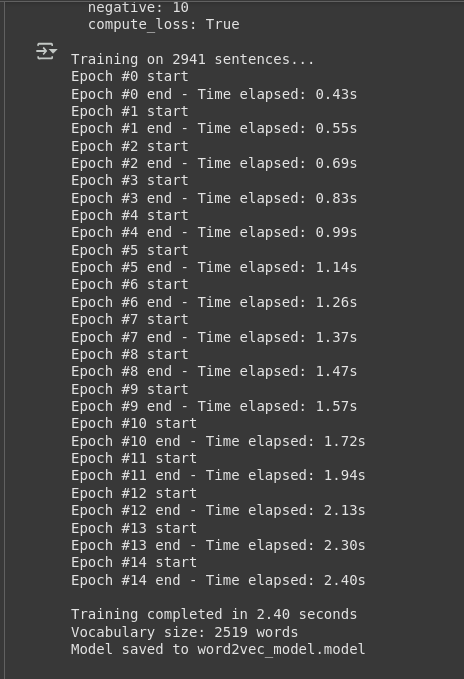 negative: 10
compute_loss: True
Training on 2941 sentences...
Epoch #0 start
Epoch #0 end - Time elapsed: 0.43s
Epoch #1 start
Epoch #1 end - Time elapsed: 0.55s
Epoch #2 start
Epoch #2 end - Time elapsed: 0.69s
Epoch #3 start
Epoch #3 end - Time elapsed: 0.83s
Epoch #4 start
Epoch #4 end - Time elapsed: 0.99s
Epoch #5 start
Epoch #5 end - Time elapsed: 1.14s
Epoch #6 start
Epoch #6 end - Time elapsed: 1.26s
Epoch #7 start
Epoch #7 end - Time elapsed: 1.37s
Epoch #8 start
Epoch #8 end - Time elapsed: 1.47s
Epoch #9 start
Epoch #9 end - Time elapsed: 1.57s
Epoch #10 start
Epoch #10 end - Time elapsed: 1.72s
Epoch #11 start
Epoch #11 end - Time elapsed: 1.94s
Epoch #12 start
Epoch #12 end - Time elapsed: 2.13s
Epoch #13 start
Epoch #13 end - Time elapsed: 2.30s
Epoch #14 start
Epoch #14 end - Time elapsed: 2.40s
Training completed in 2.40 seconds
Vocabulary size: 2519 words
Model saved to word2vec_model.model